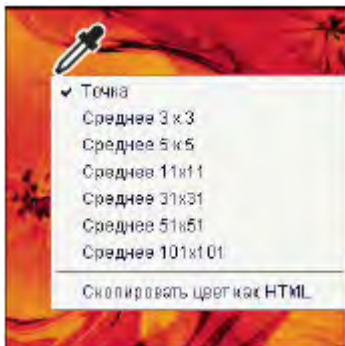 Точка
Среднее 3 x 3
Среднее 5 x 5
Среднее 11x11
Среднее 31x31
Среднее 51x51
Среднее 101x101
Скопировать цвет как HTML